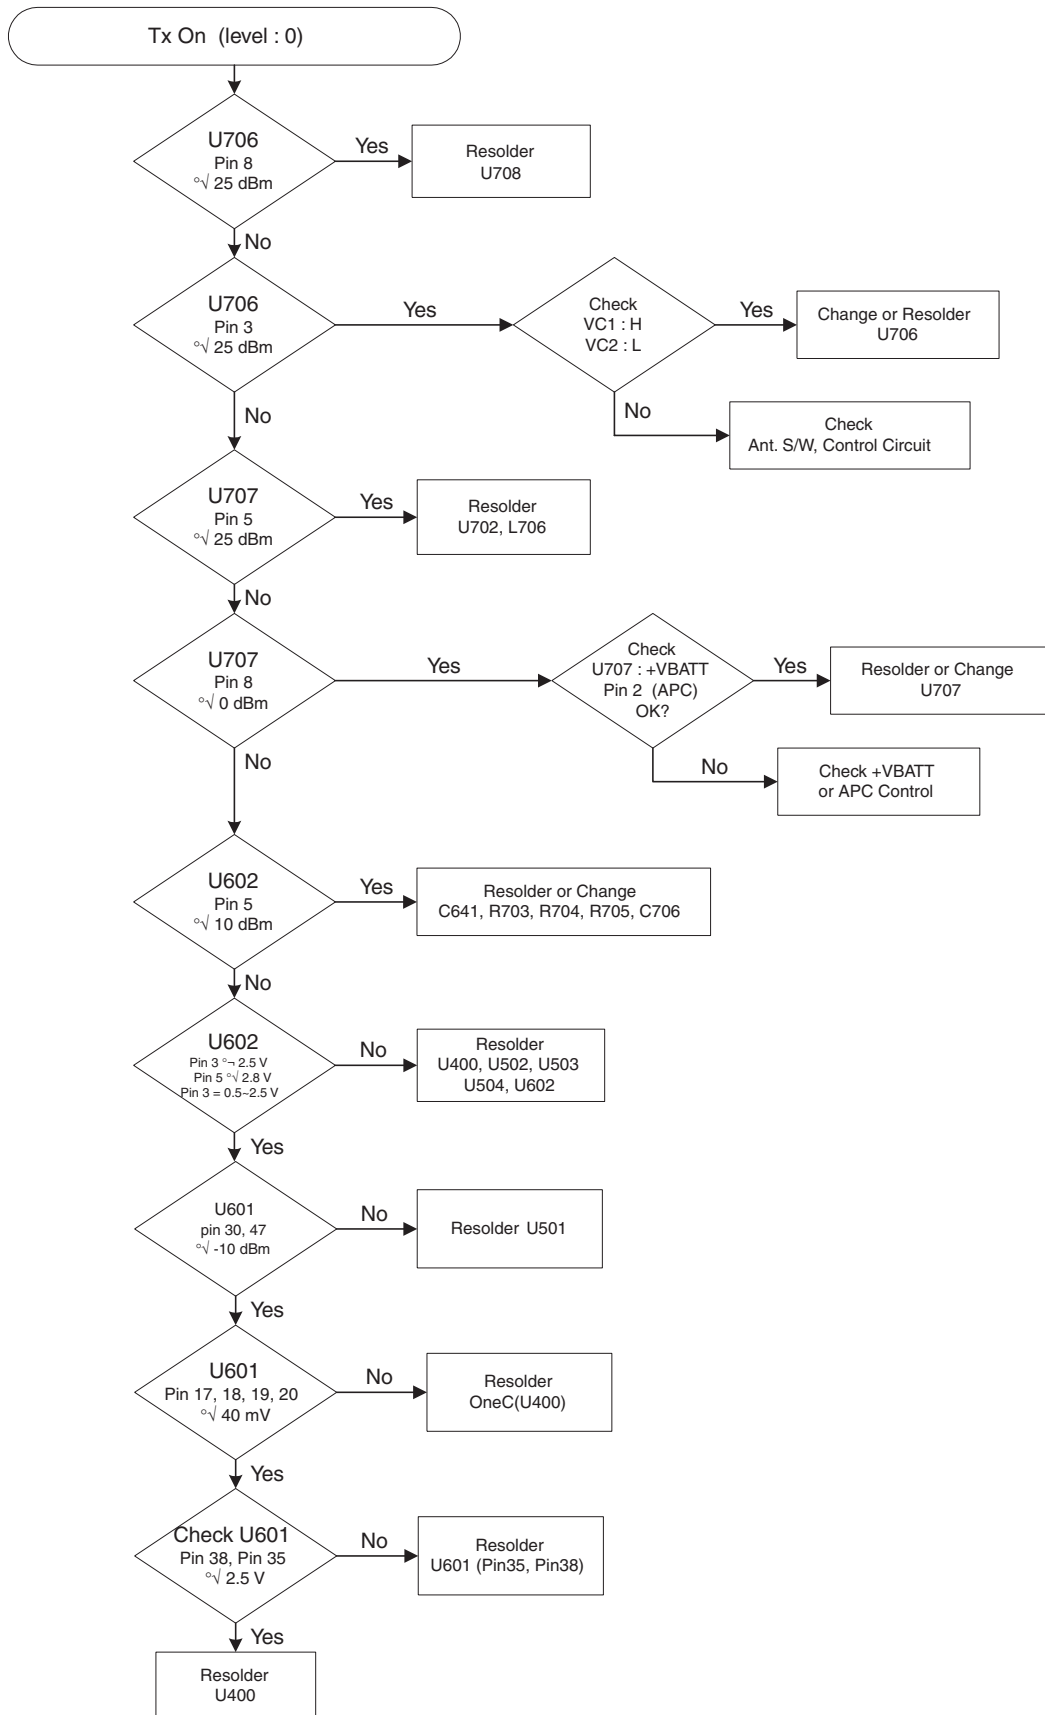 Tx On (level : 0)
U706
Pin 8
°√ 25 dBm
Yes
Resolder
U708
No
U706
Pin 3
°√ 25 dBm
Yes
Check
VC1 : H
VC2 : L
Yes
Change or Resolder
U706
No
Check
Ant. S/W, Control Circuit
No
U707
Pin 5
°√ 25 dBm
Yes
Resolder
U702, L706
No
U707
Pin 8
°√ 0 dBm
Yes
Check
U707 : +VBATT
Pin 2 (APC)
OK?
Yes
Resolder or Change
U707
No
Check +VBATT
or APC Control
No
U602
Pin 5
°√ 10 dBm
Yes
Resolder or Change
C641, R703, R704, R705, C706
No
U602
Pin 3 °¬ 2.5 V
Pin 5 °√ 2.8 V
Pin 3 = 0.5~2.5 V
No
Resolder
U400, U502, U503
U504, U602
Yes
U601
pin 30, 47
°√ -10 dBm
No
Resolder U501
Yes
U601
Pin 17, 18, 19, 20
°√ 40 mV
No
Resolder
OneC(U400)
Yes
Check U601
Pin 38, Pin 35
°√ 2.5 V
No
Resolder
U601 (Pin35, Pin38)
Yes
Resolder
U400